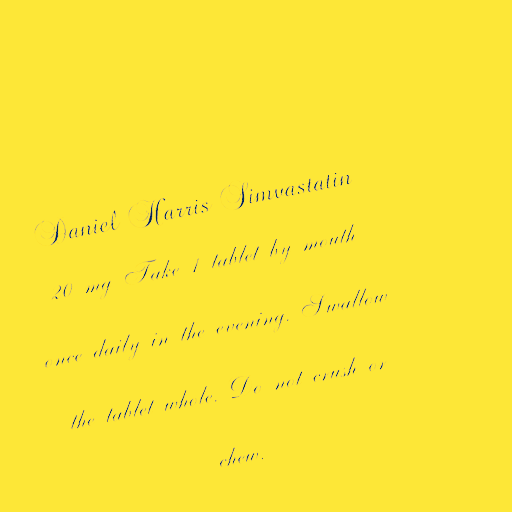 Daniel Harris Simvastatin
20 mg Take 1 tablet by mouth
once daily in the evening. Swallow
the tablet whole. Do not crush or
chew.